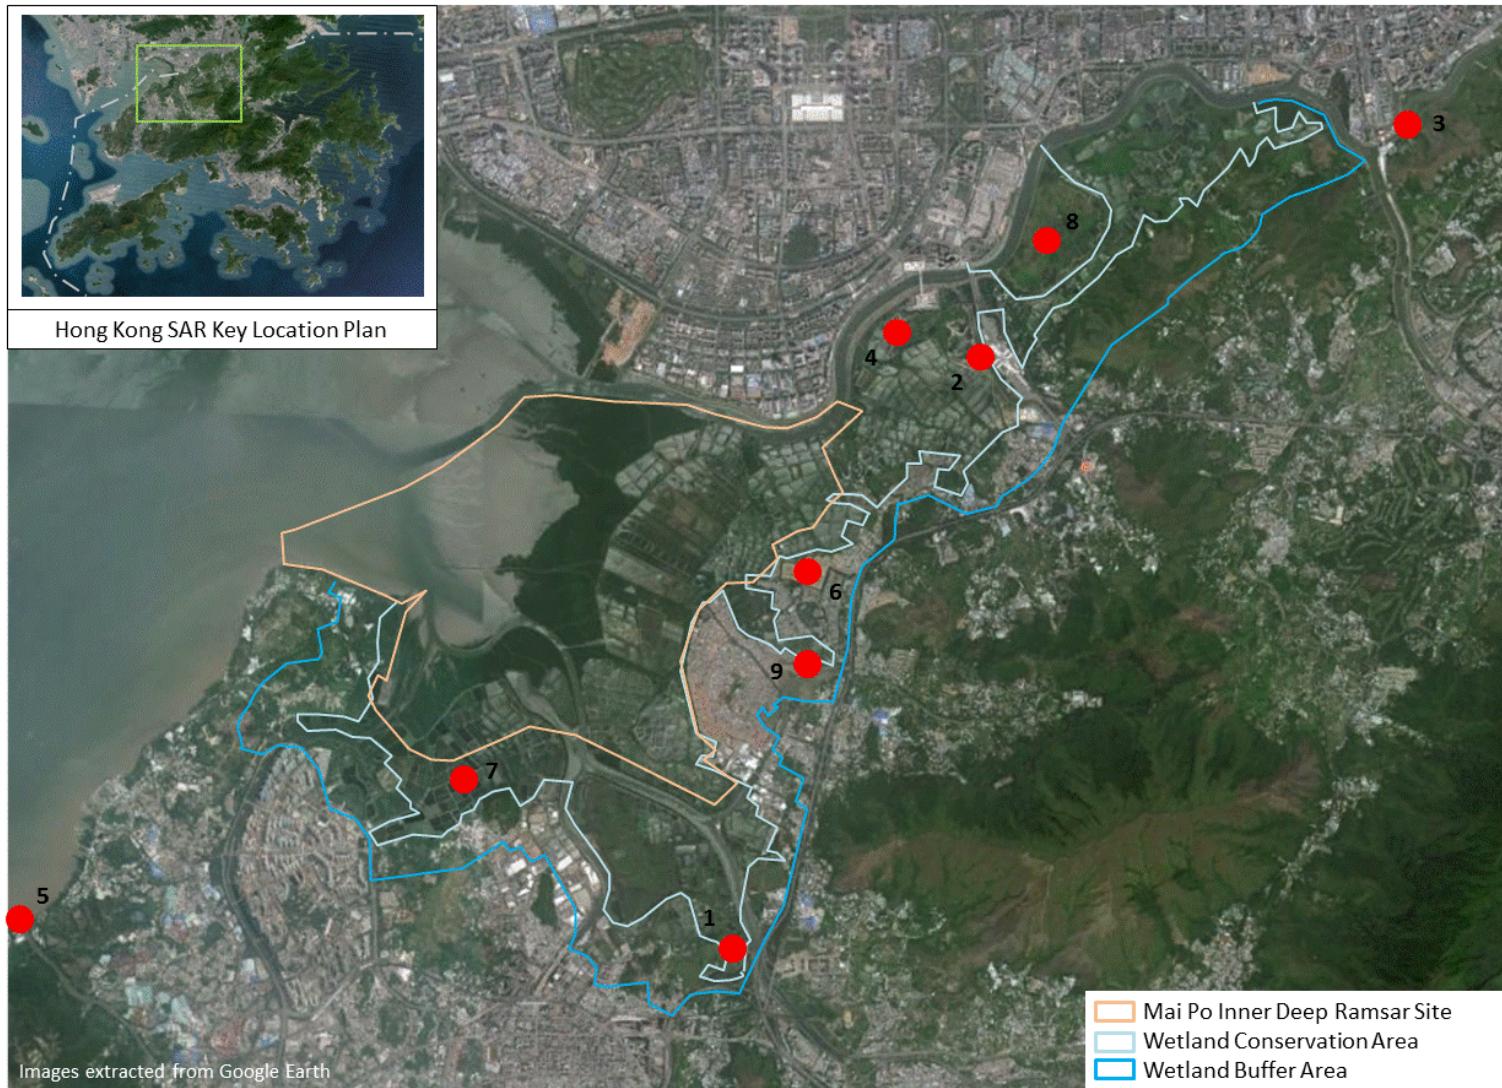 Hong Kong SAR Key Location Plan
3
8
4
2
6
9
7
5
1
Mai Po Inner Deep Ramsar Site
Wetland Conservation Area
Wetland Buffer Area
Images extracted from Google Earth